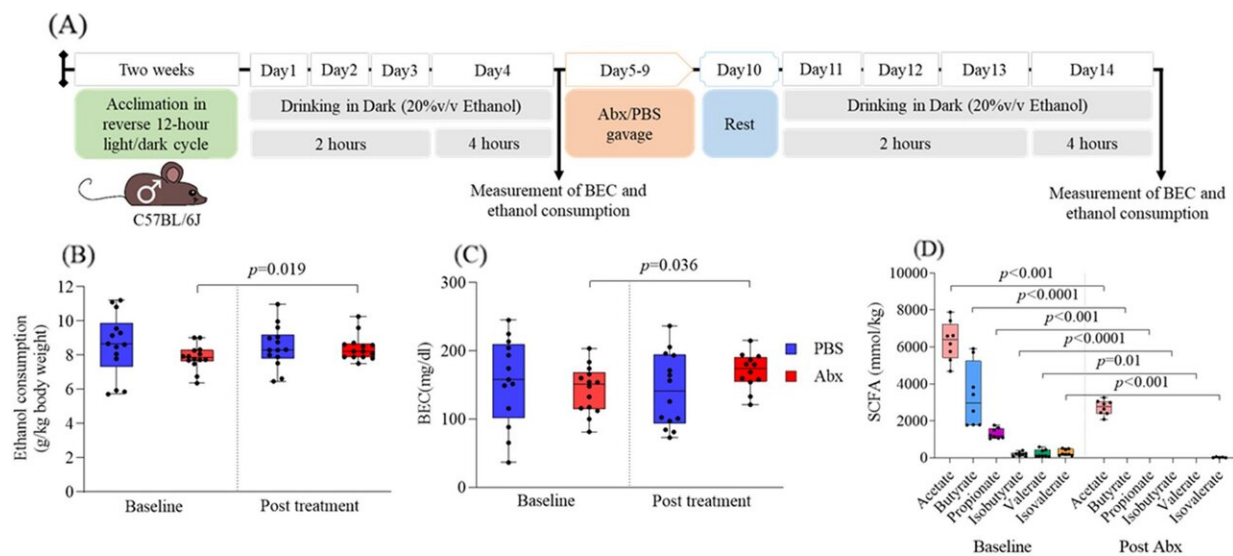 (A)
Two weeks
Day1
Day2
Day3
Day4
Day5-9
Day10
Day11
Day12
Day13
Day14
Acclimation in
reverse 12-hour
light/dark cycle
Drinking in Dark (20%v/v Ethanol)
2 hours
4 hours
Abx/PBS
gavage
Rest
Drinking in Dark (20%v/v Ethanol)
2 hours
4 hours
C57BL/6J
Measurement of BEC and
ethanol consumption
Measurement of BEC and
ethanol consumption
(B)
p=0.019
Ethanol consumption
(g/kg body weight)
12
10
8
6
4
2
0
Baseline
Post treatment
(C)
p=0.036
BEC(mg/dl)
300
200
100
0
Baseline
Post treatment
PBS
Abx
(D)
p<0.001
p<0.0001
p<0.001
p<0.0001
p=0.01
p<0.001
SCFA (mmol/kg)
10000
8000
6000
4000
2000
0
Acetate
Butyrate
Propionate
Isobutyrate
Valerate
Isovalerate
Acetate
Butyrate
Propionate
Isobutyrate
Valerate
Isovalerate
Baseline
Post Abx